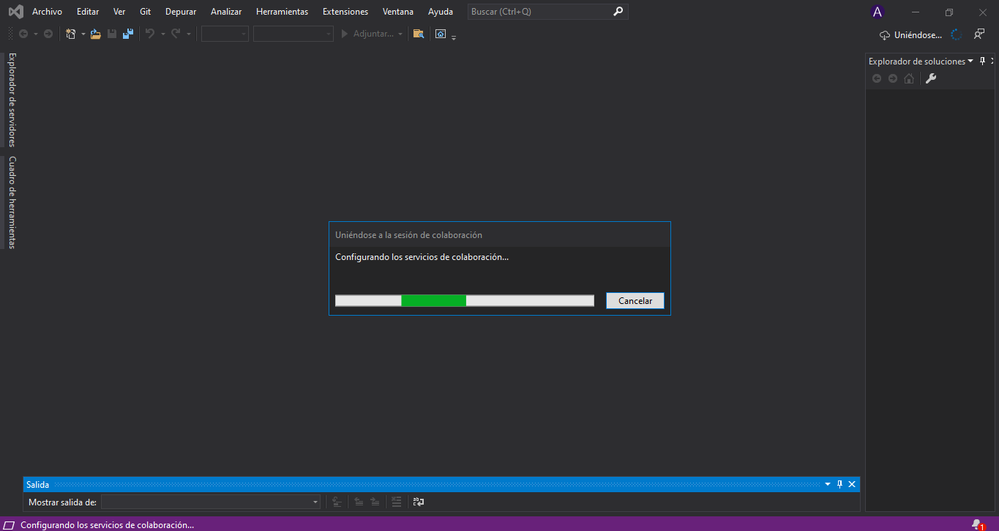 Archivo Editar Ver Git Depurar Analizar Herramientas Extensiones Ventana Ayuda Buscar (Ctrl+Q) A
Adjuntar... Uniéndose...
Explorador de servidores
Cuadro de herramientas
Explorador de soluciones
Uniéndose a la sesión de colaboración
Configurando los servicios de colaboración...
Cancelar
Salida
Mostrar salida de:
Configurando los servicios de colaboración... 1